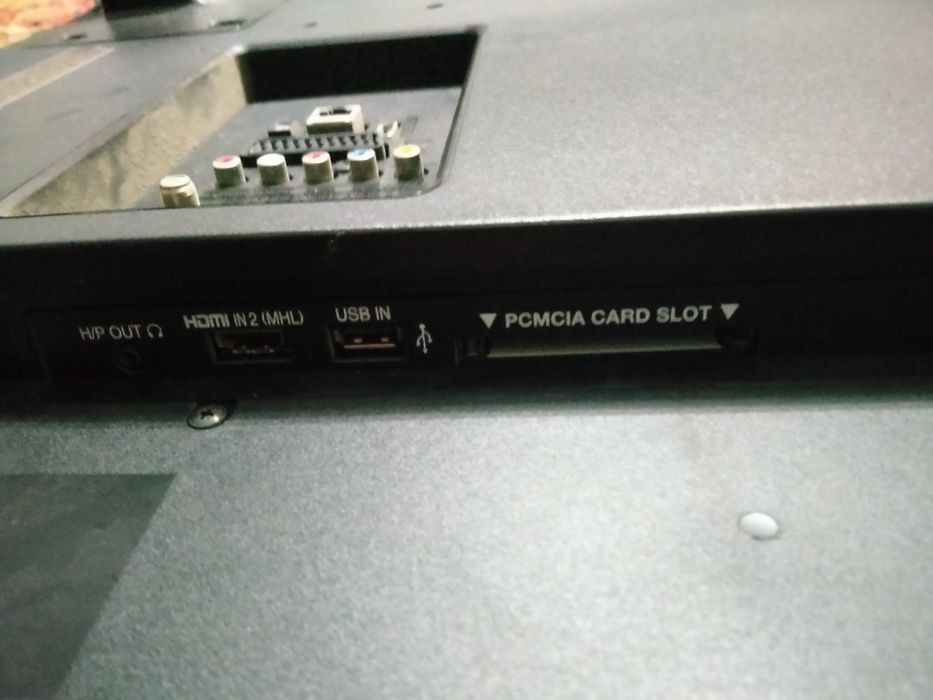 H/P OUT
HDMI IN 2 (MHL)
USB IN
▼ PCMCIA CARD SLOT ▼